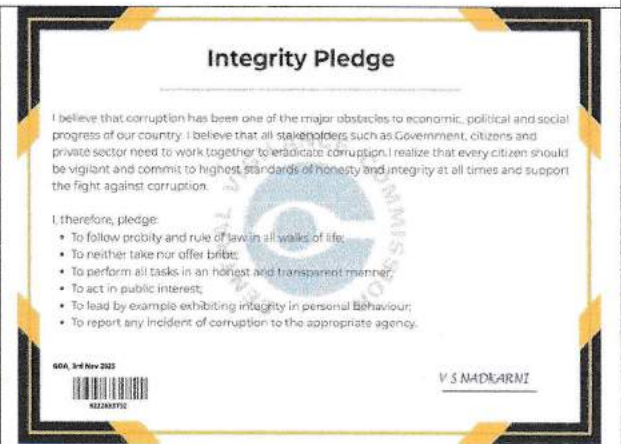 Integrity Pledge
I believe that corruption has been one of the major obstacles to economic, political and social
progress of our country. I believe that all stakeholders such as Government, citizens and
private sector need to work together to eradicate corruption.I realize that every citizen should
be vigilant and commit to highest standards of honesty and integrity at all times and support
the fight against corruption.
I, therefore, pledge:
• To follow probity and rule of law in all walks of life;
• To neither take nor offer bribe;
• To perform all tasks in an honest and transparent manner;
• To act in public interest;
• To lead by example exhibiting integrity in personal behaviour;
• To report any incident of corruption to the appropriate agency.
CENTRAL VIGILANCE COMMISSION
GOA, 3rd Nov 2025
V S NADKARNI